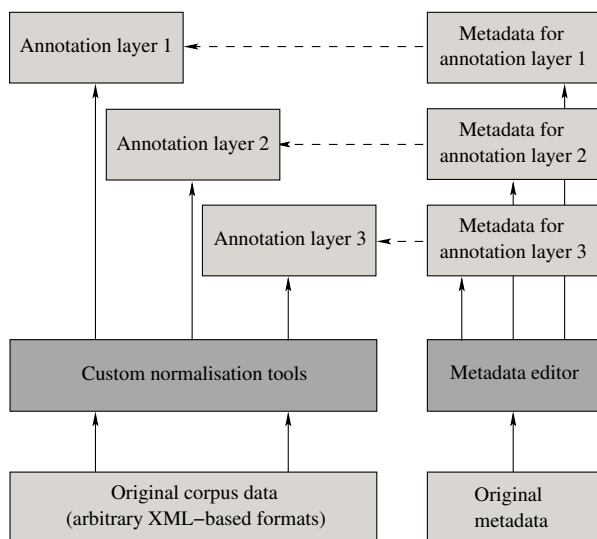 Annotation layer 1
Metadata for
annotation layer 1
Annotation layer 2
Metadata for
annotation layer 2
Annotation layer 3
Metadata for
annotation layer 3
Custom normalisation tools
Metadata editor
Original corpus data
(arbitrary XML−based formats)
Original
metadata